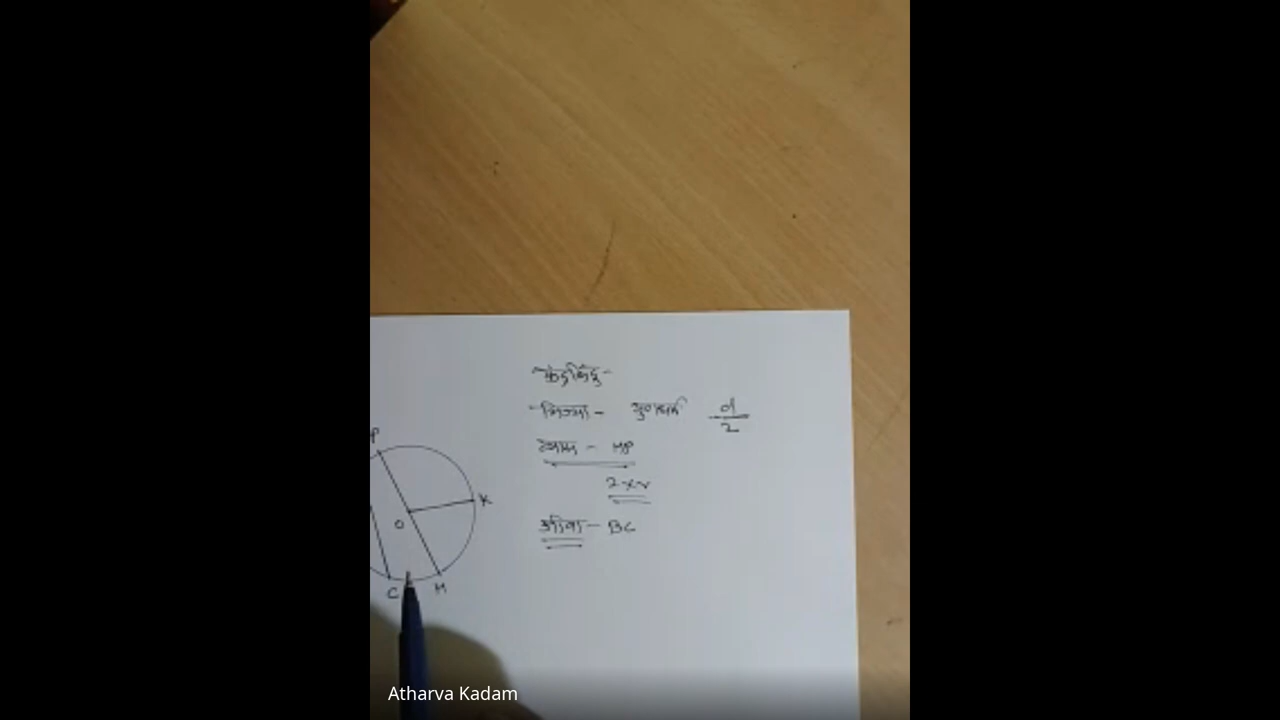 केंद्रबिंदू -
त्रिज्या - d/2
व्यास - MP
2×r
जीवा - BC
P
K
O
C
M
Atharva Kadam